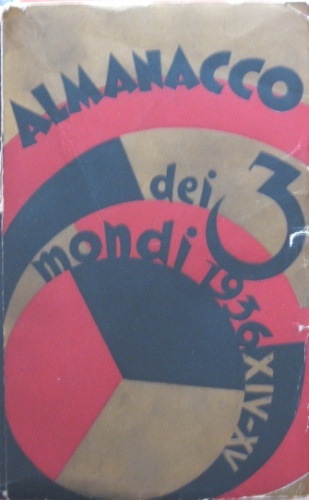 ALMANACCO
dei 3
mondi 1936.XIV-XV